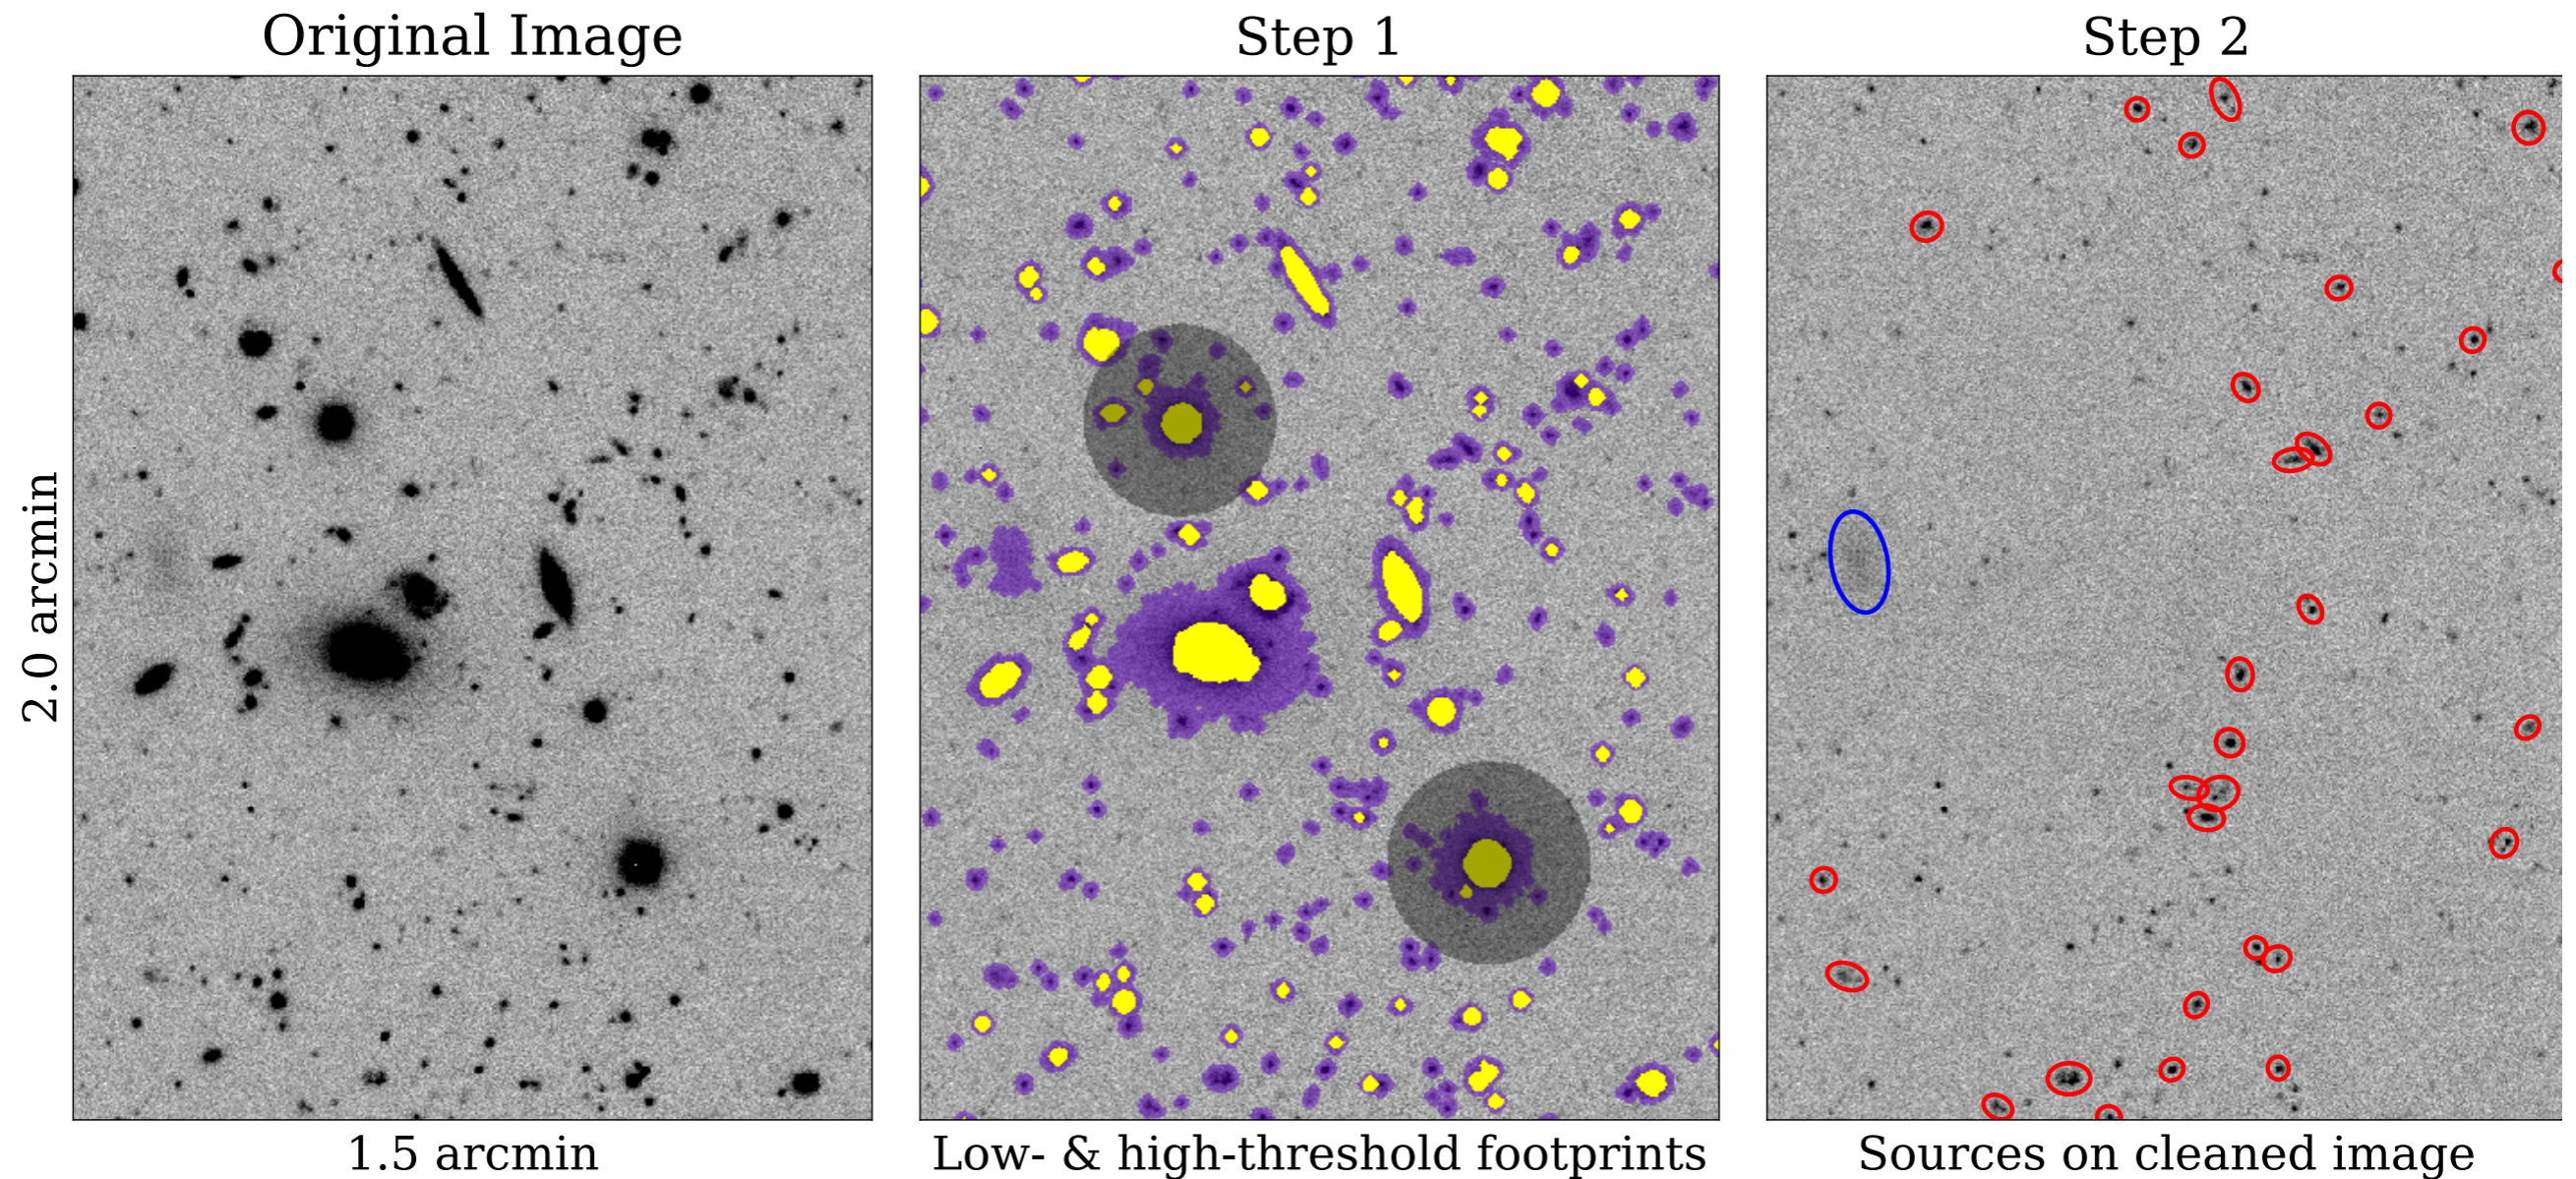 Original Image
Step 1
Step 2
2.0 arcmin
1.5 arcmin
Low- & high-threshold footprints
Sources on cleaned image